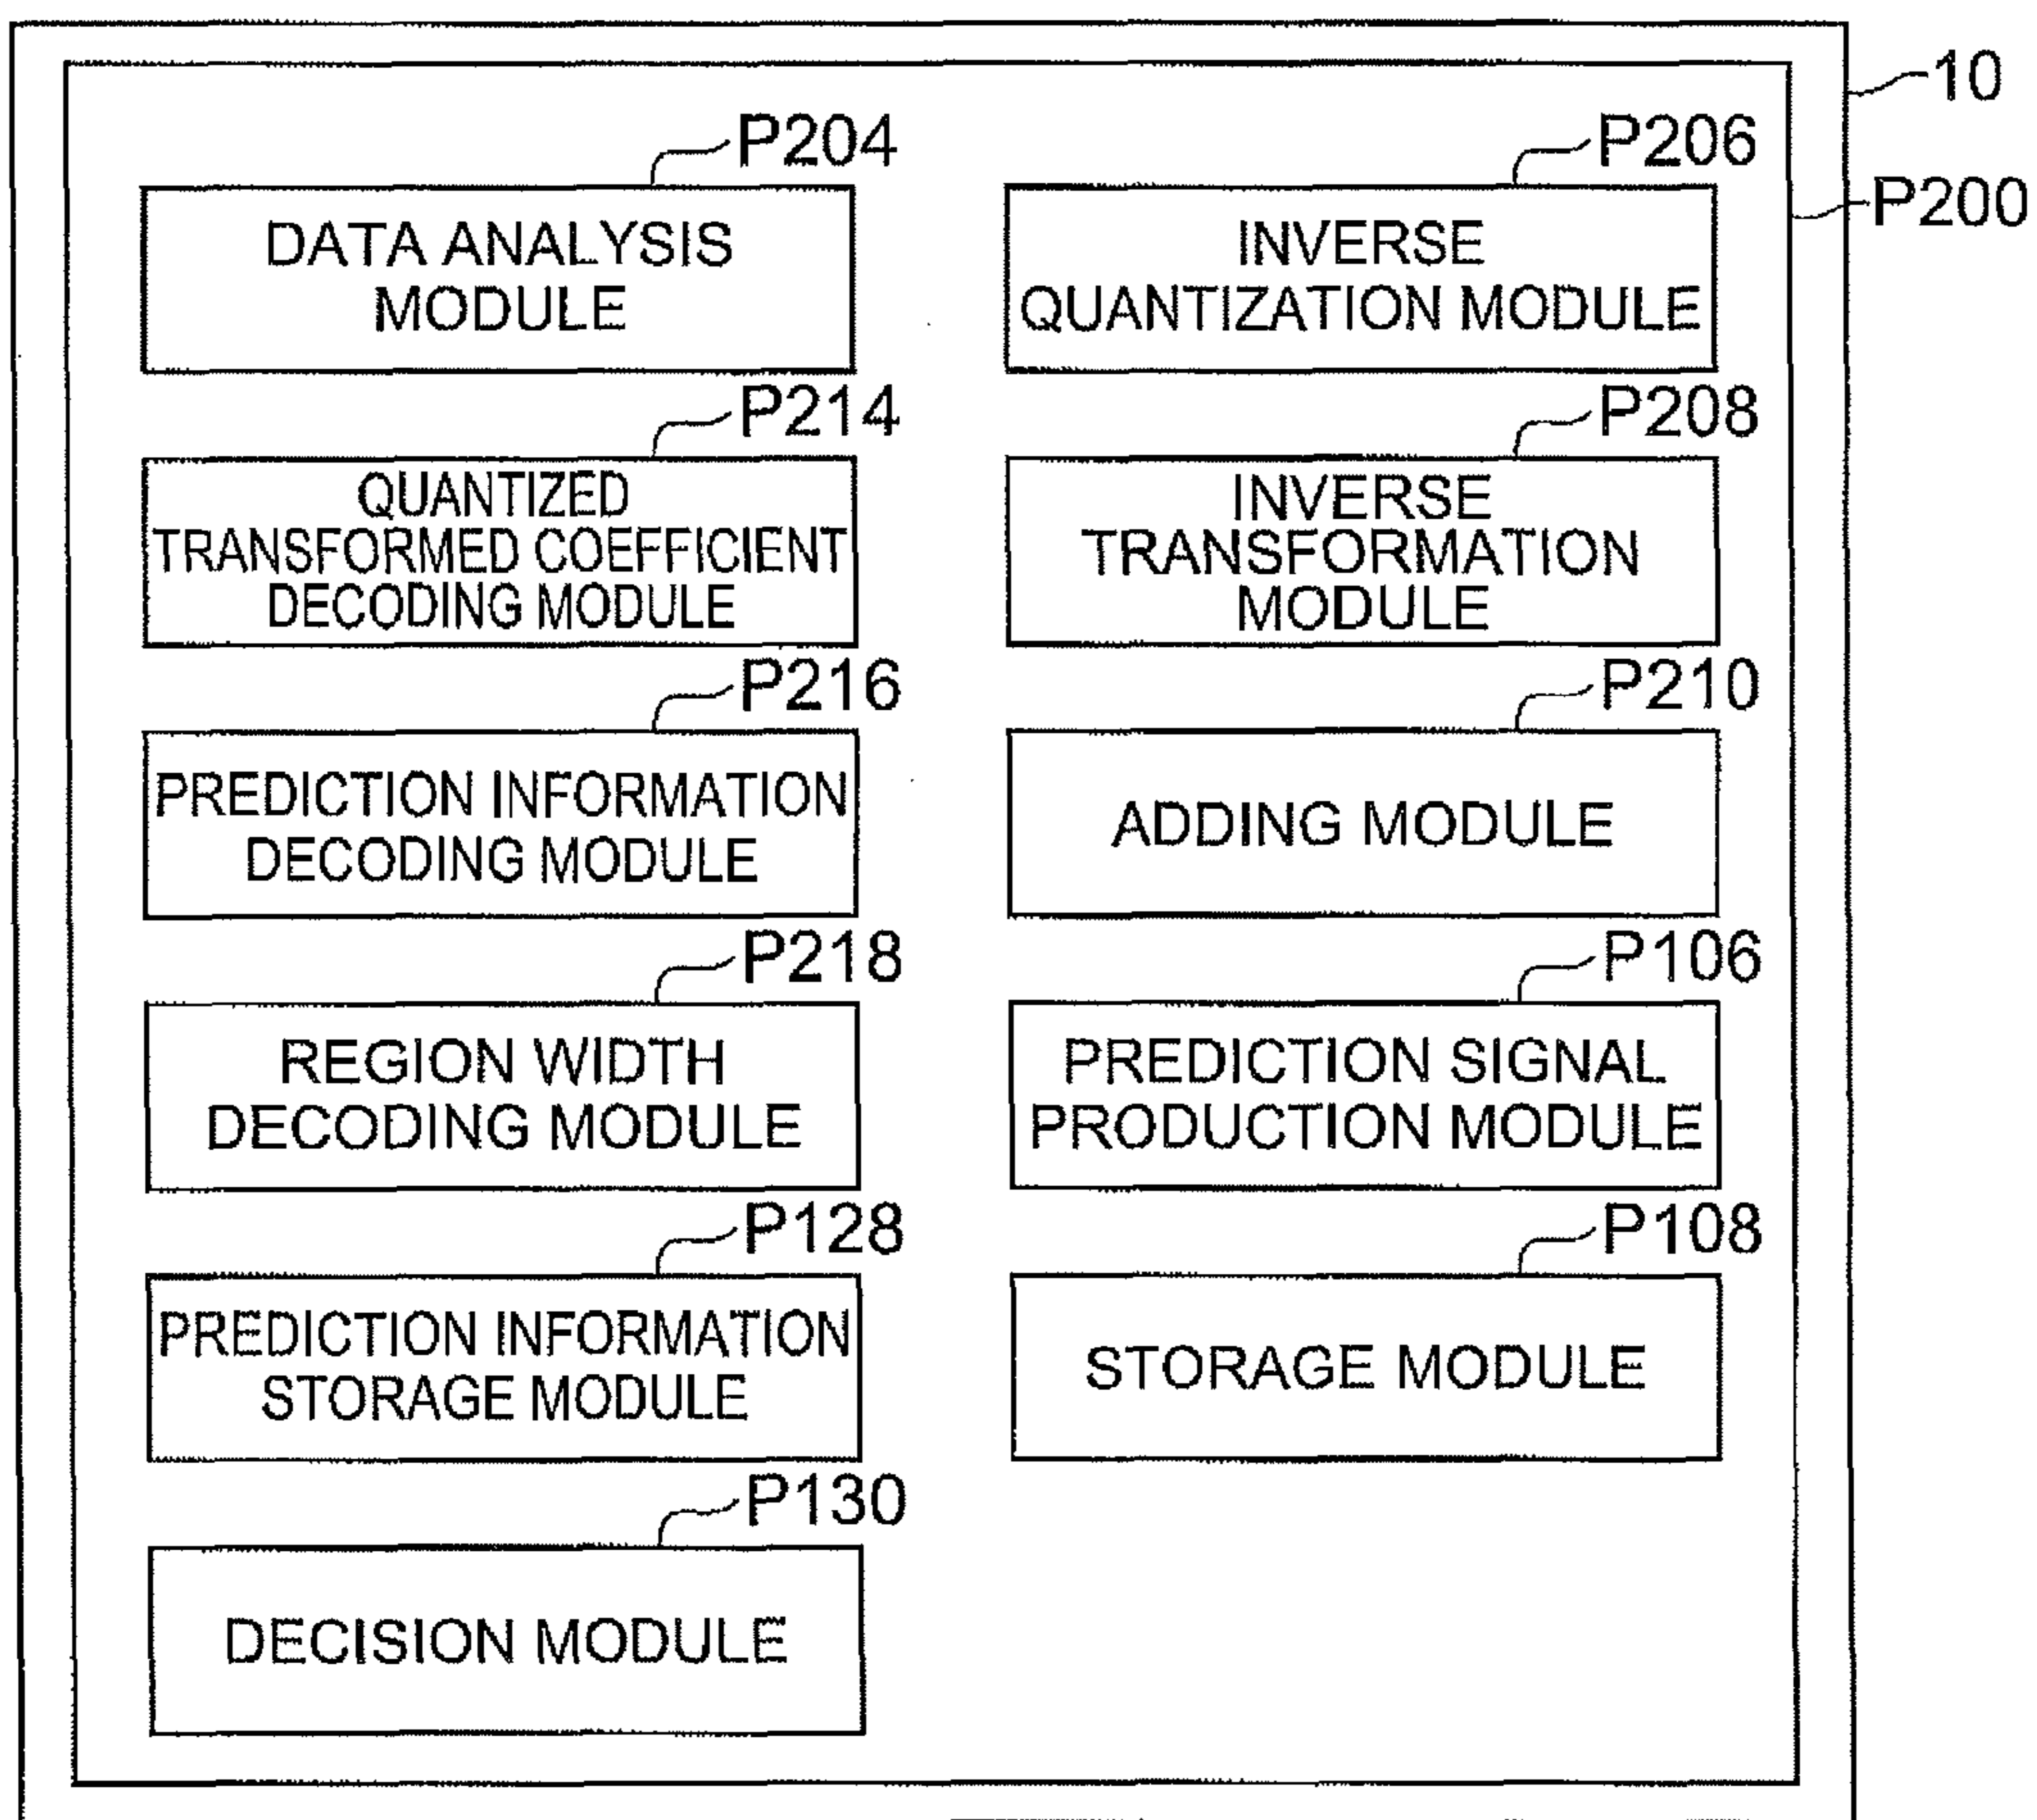 10
P200
P204
DATA ANALYSIS
MODULE
P206
INVERSE
QUANTIZATION MODULE
P214
QUANTIZED
TRANSFORMED COEFFICIENT
DECODING MODULE
P208
INVERSE
TRANSFORMATION
MODULE
P216
PREDICTION INFORMATION
DECODING MODULE
P210
ADDING MODULE
P218
REGION WIDTH
DECODING MODULE
P106
PREDICTION SIGNAL
PRODUCTION MODULE
P128
PREDICTION INFORMATION
STORAGE MODULE
P108
STORAGE MODULE
P130
DECISION MODULE